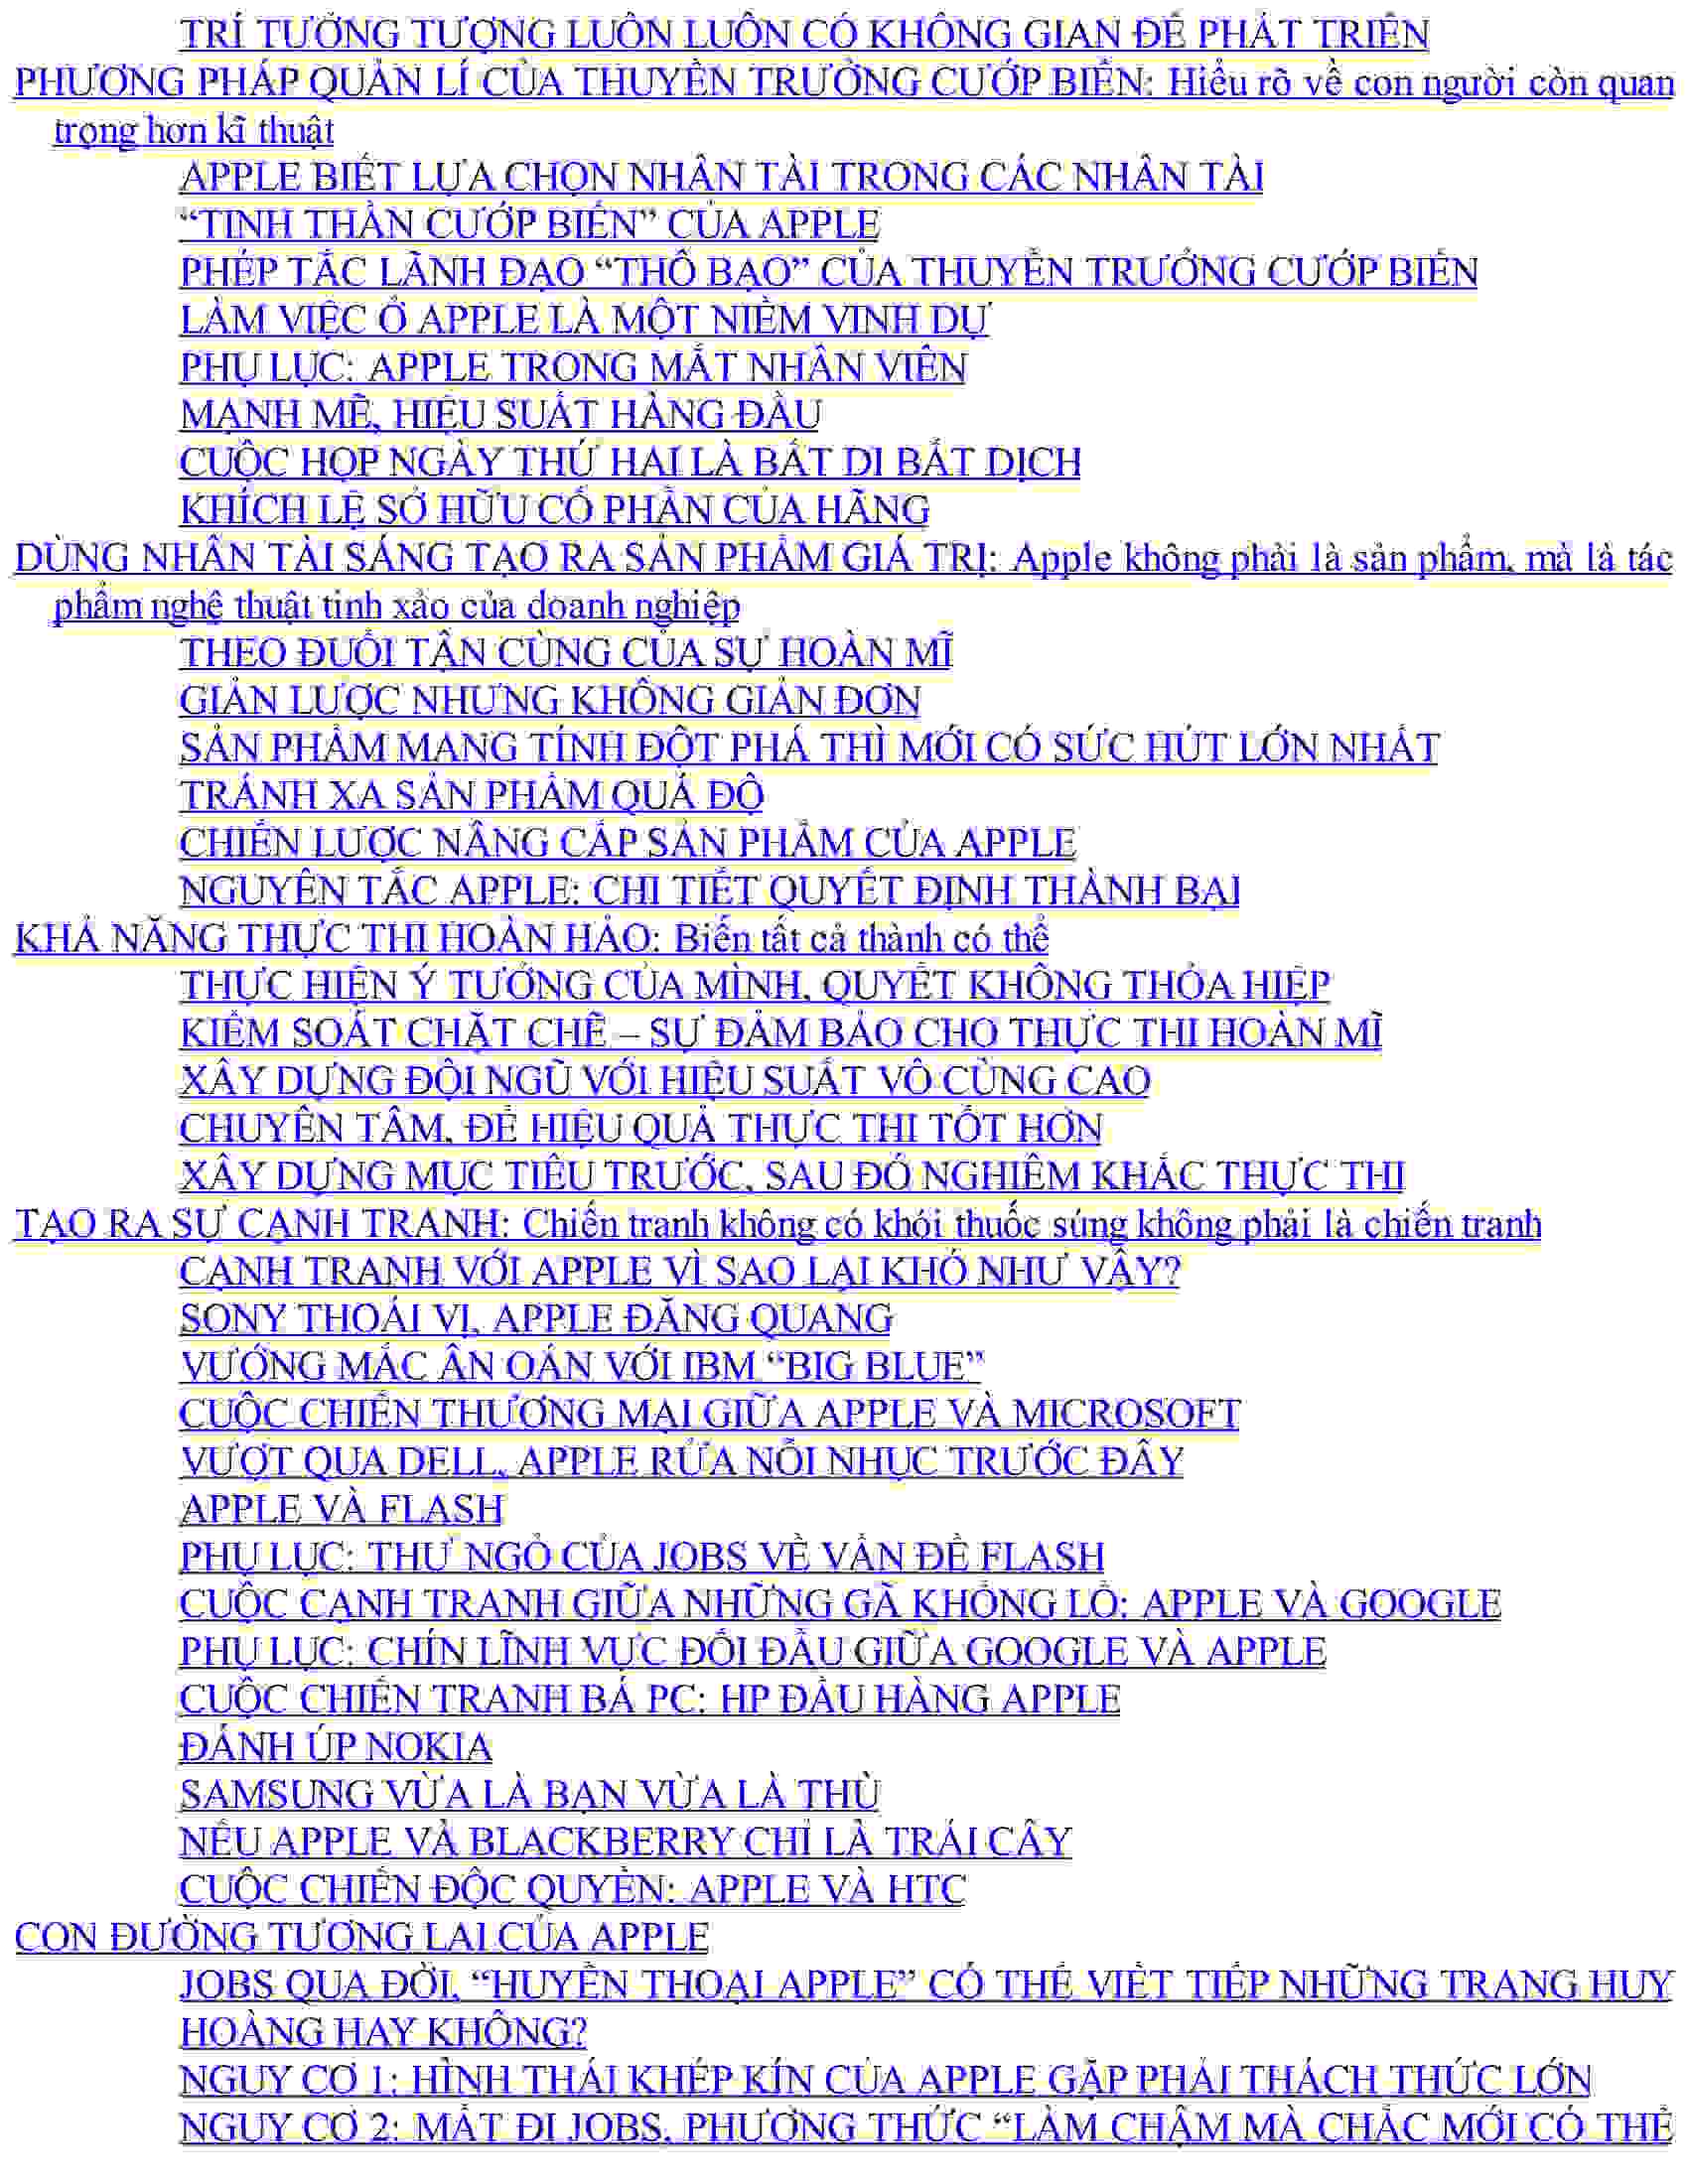 TRÍ TƯỞNG TƯỢNG LUÔN LUÔN CÓ KHÔNG GIAN ĐỂ PHÁT TRIỂN
PHƯƠNG PHÁP QUẢN LÍ CỦA THUYỀN TRƯỞNG CƯỚP BIỂN: Hiểu rõ về con người còn quan
trọng hơn kĩ thuật
APPLE BIẾT LỰA CHỌN NHÂN TÀI TRONG CÁC NHÂN TÀI
“TINH THẦN CƯỚP BIỂN” CỦA APPLE
PHÉP TẮC LÃNH ĐẠO “THÔ BẠO” CỦA THUYỀN TRƯỞNG CƯỚP BIỂN
LÀM VIỆC Ở APPLE LÀ MỘT NIỀM VINH DỰ
PHỤ LỤC: APPLE TRONG MẮT NHÂN VIÊN
MẠNH MẼ, HIỆU SUẤT HÀNG ĐẦU
CUỘC HỌP NGÀY THỨ HAI LÀ BẤT DI BẤT DỊCH
KHÍCH LỆ SỞ HỮU CỔ PHẦN CỦA HÃNG
DÙNG NHÂN TÀI SÁNG TẠO RA SẢN PHẨM GIÁ TRỊ: Apple không phải là sản phẩm, mà là tác
phẩm nghệ thuật tinh xảo của doanh nghiệp
THEO ĐUỔI TẬN CÙNG CỦA SỰ HOÀN MĨ
GIẢN LƯỢC NHƯNG KHÔNG GIẢN ĐƠN
SẢN PHẨM MANG TÍNH ĐỘT PHÁ THÌ MỚI CÓ SỨC HÚT LỚN NHẤT
TRÁNH XA SẢN PHẨM QUÁ ĐỘ
CHIẾN LƯỢC NÂNG CẤP SẢN PHẨM CỦA APPLE
NGUYÊN TẮC APPLE: CHI TIẾT QUYẾT ĐỊNH THÀNH BẠI
KHẢ NĂNG THỰC THI HOÀN HẢO: Biến tất cả thành có thể
THỰC HIỆN Ý TƯỞNG CỦA MÌNH, QUYẾT KHÔNG THỎA HIỆP
KIỂM SOÁT CHẶT CHẼ – SỰ ĐẢM BẢO CHO THỰC THI HOÀN MĨ
XÂY DỰNG ĐỘI NGŨ VỚI HIỆU SUẤT VÔ CÙNG CAO
CHUYÊN TÂM, ĐỂ HIỆU QUẢ THỰC THI TỐT HƠN
XÂY DỰNG MỤC TIÊU TRƯỚC, SAU ĐÓ NGHIÊM KHẮC THỰC THI
TẠO RA SỰ CẠNH TRANH: Chiến tranh không có khói thuốc súng không phải là chiến tranh
CẠNH TRANH VỚI APPLE VÌ SAO LẠI KHÓ NHƯ VẬY?
SONY THOÁI VỊ, APPLE ĐĂNG QUANG
VƯỚNG MẮC ÂN OÁN VỚI IBM “BIG BLUE”
CUỘC CHIẾN THƯƠNG MẠI GIỮA APPLE VÀ MICROSOFT
VƯỢT QUA DELL, APPLE RỬA NỖI NHỤC TRƯỚC ĐÂY
APPLE VÀ FLASH
PHỤ LỤC: THƯ NGỎ CỦA JOBS VỀ VẤN ĐỀ FLASH
CUỘC CẠNH TRANH GIỮA NHỮNG GÃ KHỔNG LỒ: APPLE VÀ GOOGLE
PHỤ LỤC: CHÍN LĨNH VỰC ĐỐI ĐẦU GIỮA GOOGLE VÀ APPLE
CUỘC CHIẾN TRANH BÁ PC: HP ĐẦU HÀNG APPLE
ĐÁNH ÚP NOKIA
SAMSUNG VỪA LÀ BẠN VỪA LÀ THÙ
NẾU APPLE VÀ BLACKBERRY CHỈ LÀ TRÁI CÂY
CUỘC CHIẾN ĐỘC QUYỀN: APPLE VÀ HTC
CON ĐƯỜNG TƯƠNG LAI CỦA APPLE
JOBS QUA ĐỜI, “HUYỀN THOẠI APPLE” CÓ THỂ VIẾT TIẾP NHỮNG TRANG HUY
HOÀNG HAY KHÔNG?
NGUY CƠ 1: HÌNH THÁI KHÉP KÍN CỦA APPLE GẶP PHẢI THÁCH THỨC LỚN
NGUY CƠ 2: MẤT ĐI JOBS, PHƯƠNG THỨC “LÀM CHẬM MÀ CHẮC MỚI CÓ THỂ